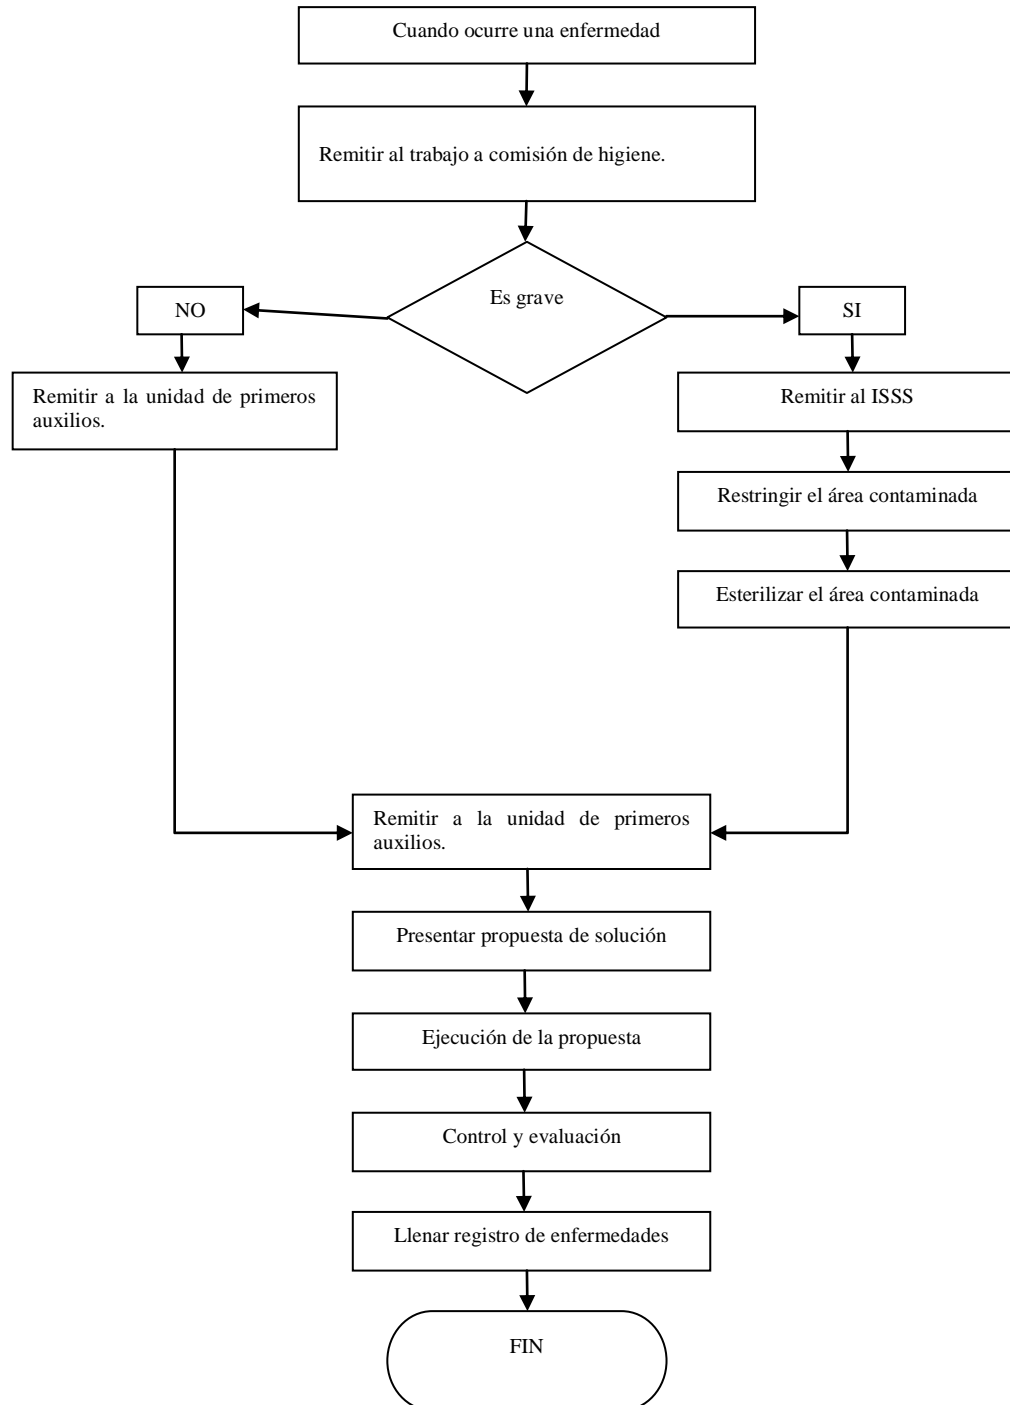 Cuando ocurre una enfermedad
Remitir al trabajo a comisión de higiene.
Es grave
NO
SI
Remitir a la unidad de primeros
auxilios.
Remitir al ISSS
Restringir el área contaminada
Esterilizar el área contaminada
Remitir a la unidad de primeros
auxilios.
Presentar propuesta de solución
Ejecución de la propuesta
Control y evaluación
Llenar registro de enfermedades
FIN